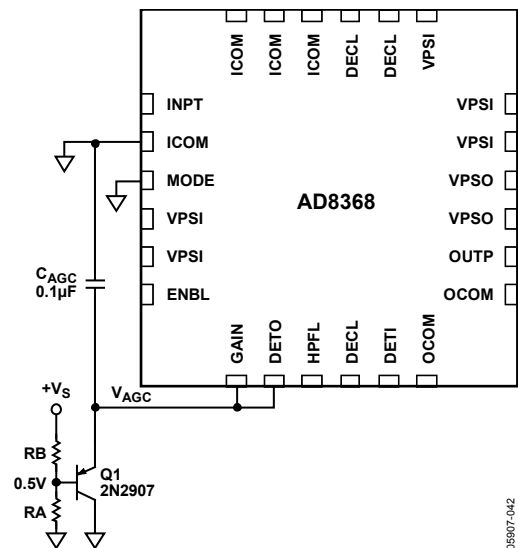 ICOM
ICOM
ICOM
DECL
DECL
VPSI
INPT
ICOM
MODE
VPSI
VPSI
ENBL
AD8368
VPSI
VPSI
VPSO
VPSO
OUTP
OCOM
GAIN
DETO
HPFL
DECL
DETI
OCOM
CAGC
0.1µF
+VS
VAGC
RB
0.5V
RA
Q1
2N2907
05907-042